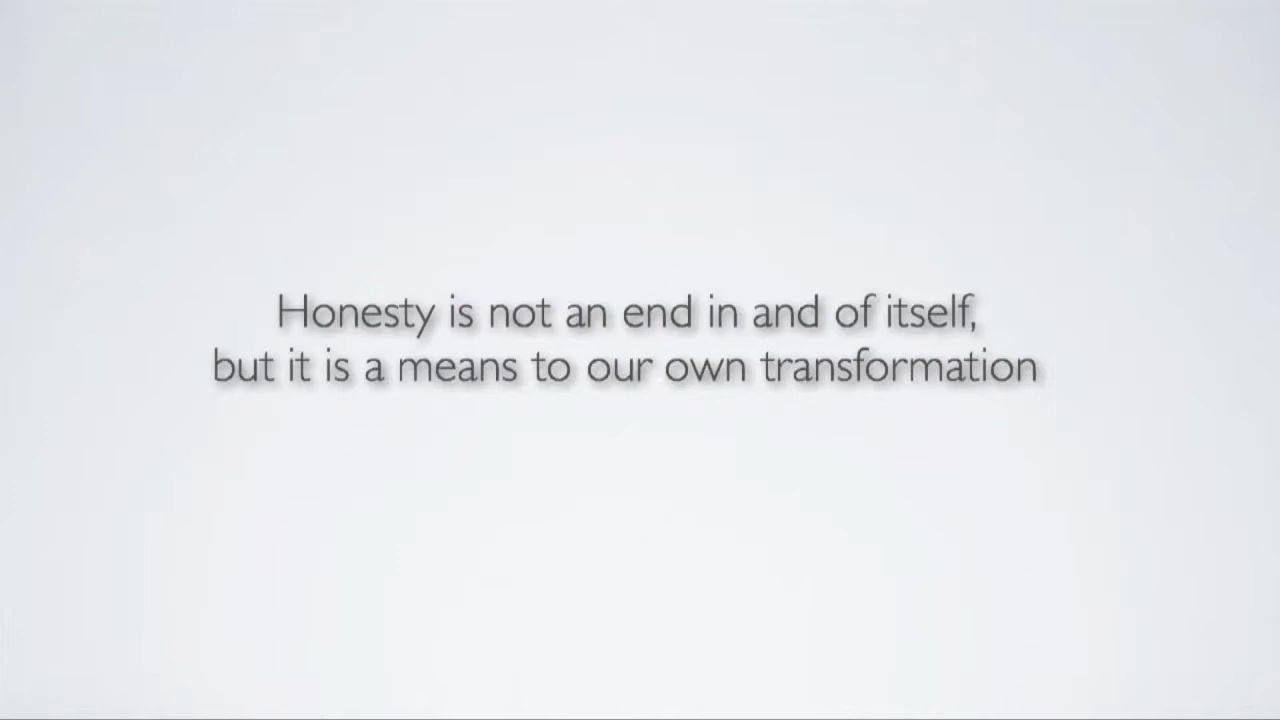 Honesty is not an end in and of itself,
but it is a means to our own transformation